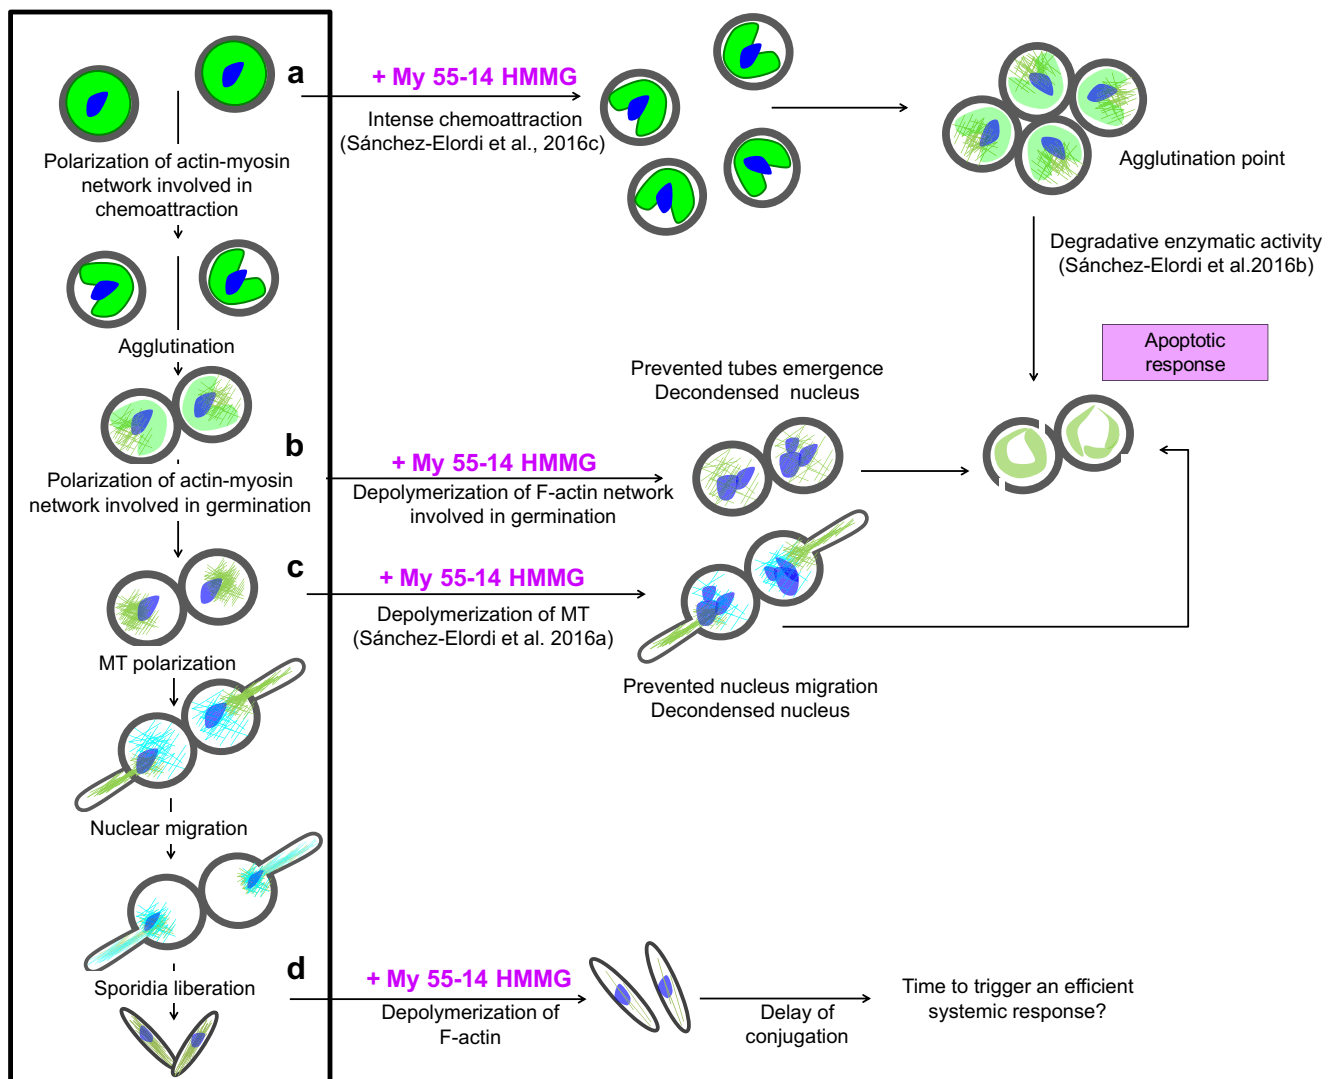 a
+ My 55-14 HMMG
Intense chemoattraction
(Sánchez-Elordi et al., 2016c)
Agglutination point
Polarization of actin-myosin
network involved in
chemoattraction
Degradative enzymatic activity
(Sánchez-Elordi et al.2016b)
Agglutination
Apoptotic
response
Prevented tubes emergence
Decondensed nucleus
b
+ My 55-14 HMMG
Depolymerization of F-actin network
involved in germination
Polarization of actin-myosin
network involved in germination
c
+ My 55-14 HMMG
Depolymerization of MT
(Sánchez-Elordi et al. 2016a)
MT polarization
Prevented nucleus migration
Decondensed nucleus
Nuclear migration
d
Sporidia liberation
+ My 55-14 HMMG
Depolymerization of
F-actin
Delay of
conjugation
Time to trigger an efficient
systemic response?